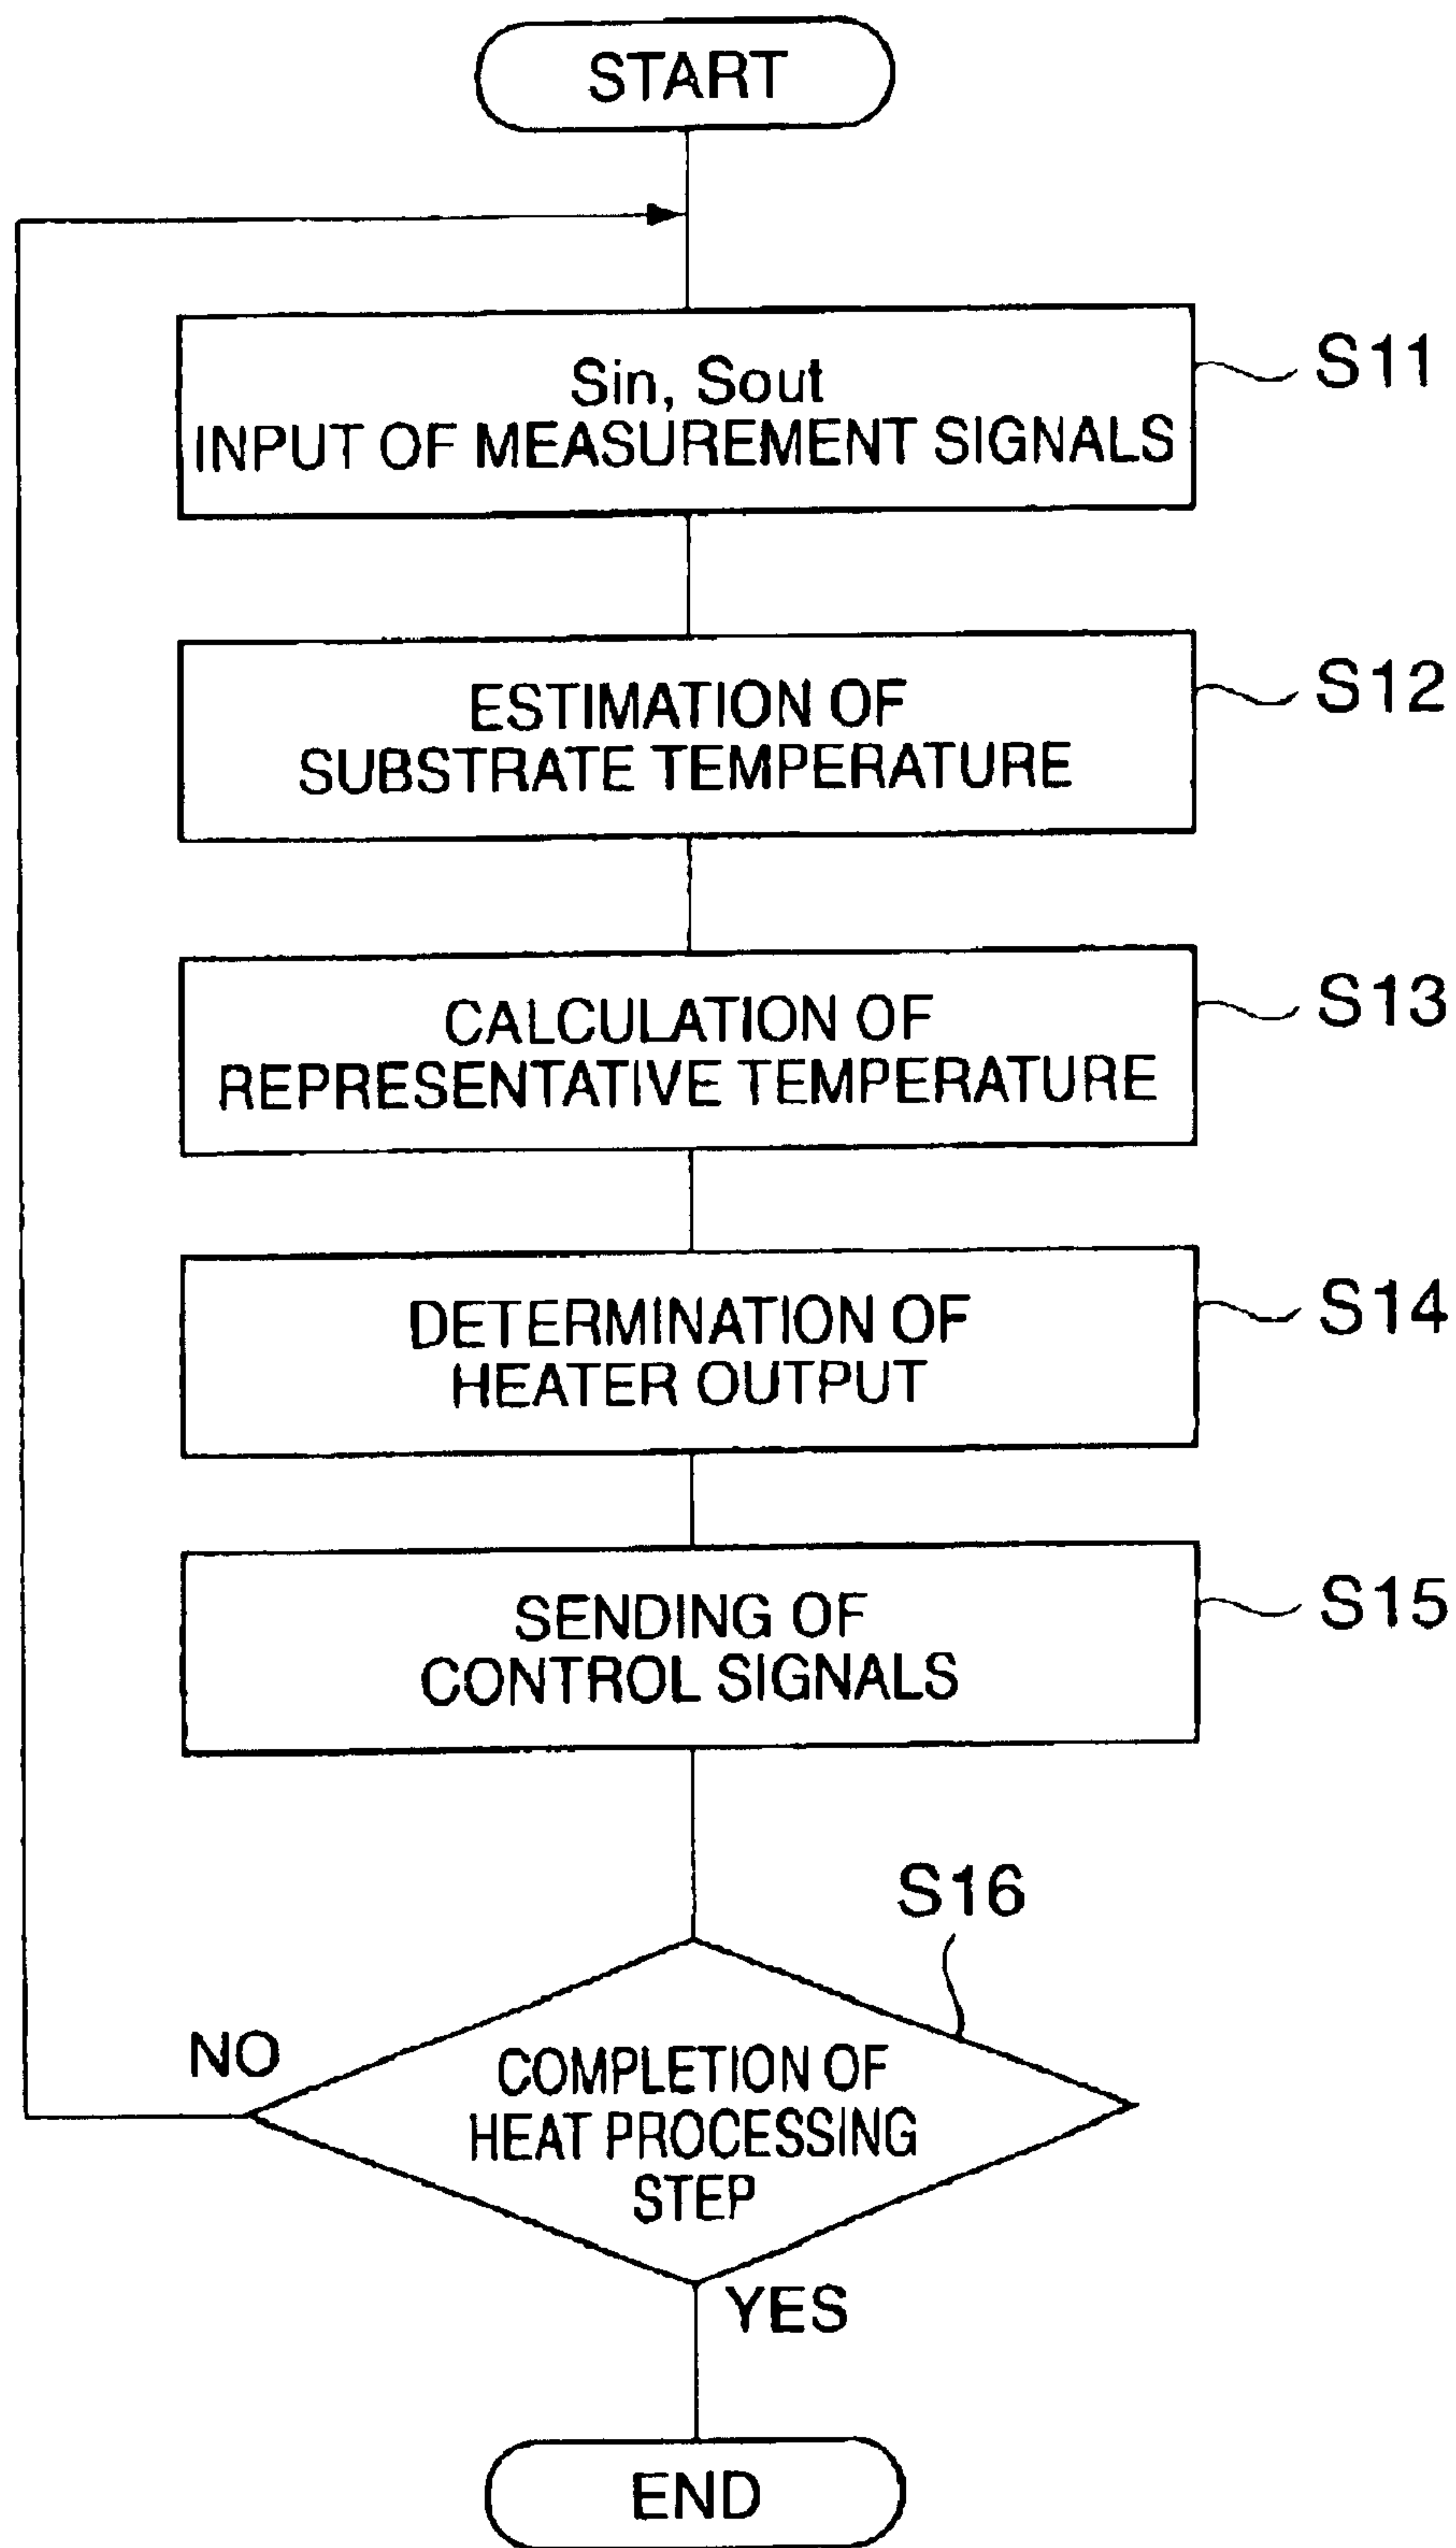 START
Sin, Sout
INPUT OF MEASUREMENT SIGNALS
S11
ESTIMATION OF
SUBSTRATE TEMPERATURE
S12
CALCULATION OF
REPRESENTATIVE TEMPERATURE
S13
DETERMINATION OF
HEATER OUTPUT
S14
SENDING OF
CONTROL SIGNALS
S15
S16
NO
COMPLETION OF
HEAT PROCESSING
STEP
YES
END